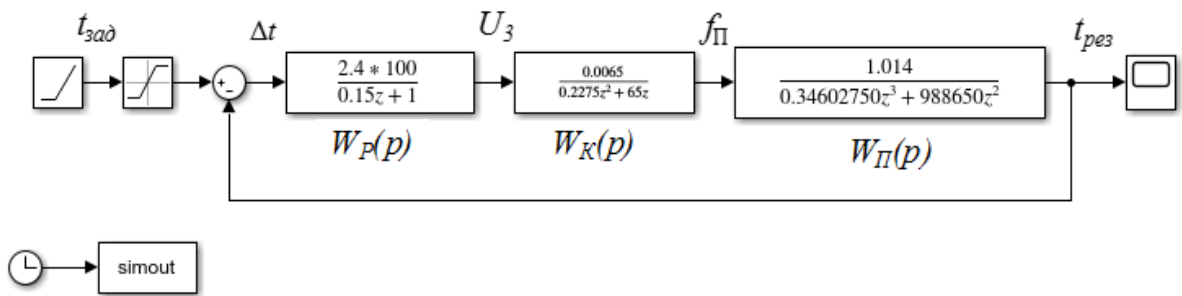 t_зад
Δt
U_3
f_П
t_рез
+
-
2.4 * 100
0.15z + 1
0.0065
0.2275z² + 65z
1.014
0.34602750z³ + 988650z²
W_P(p)
W_K(p)
W_П(p)
simout